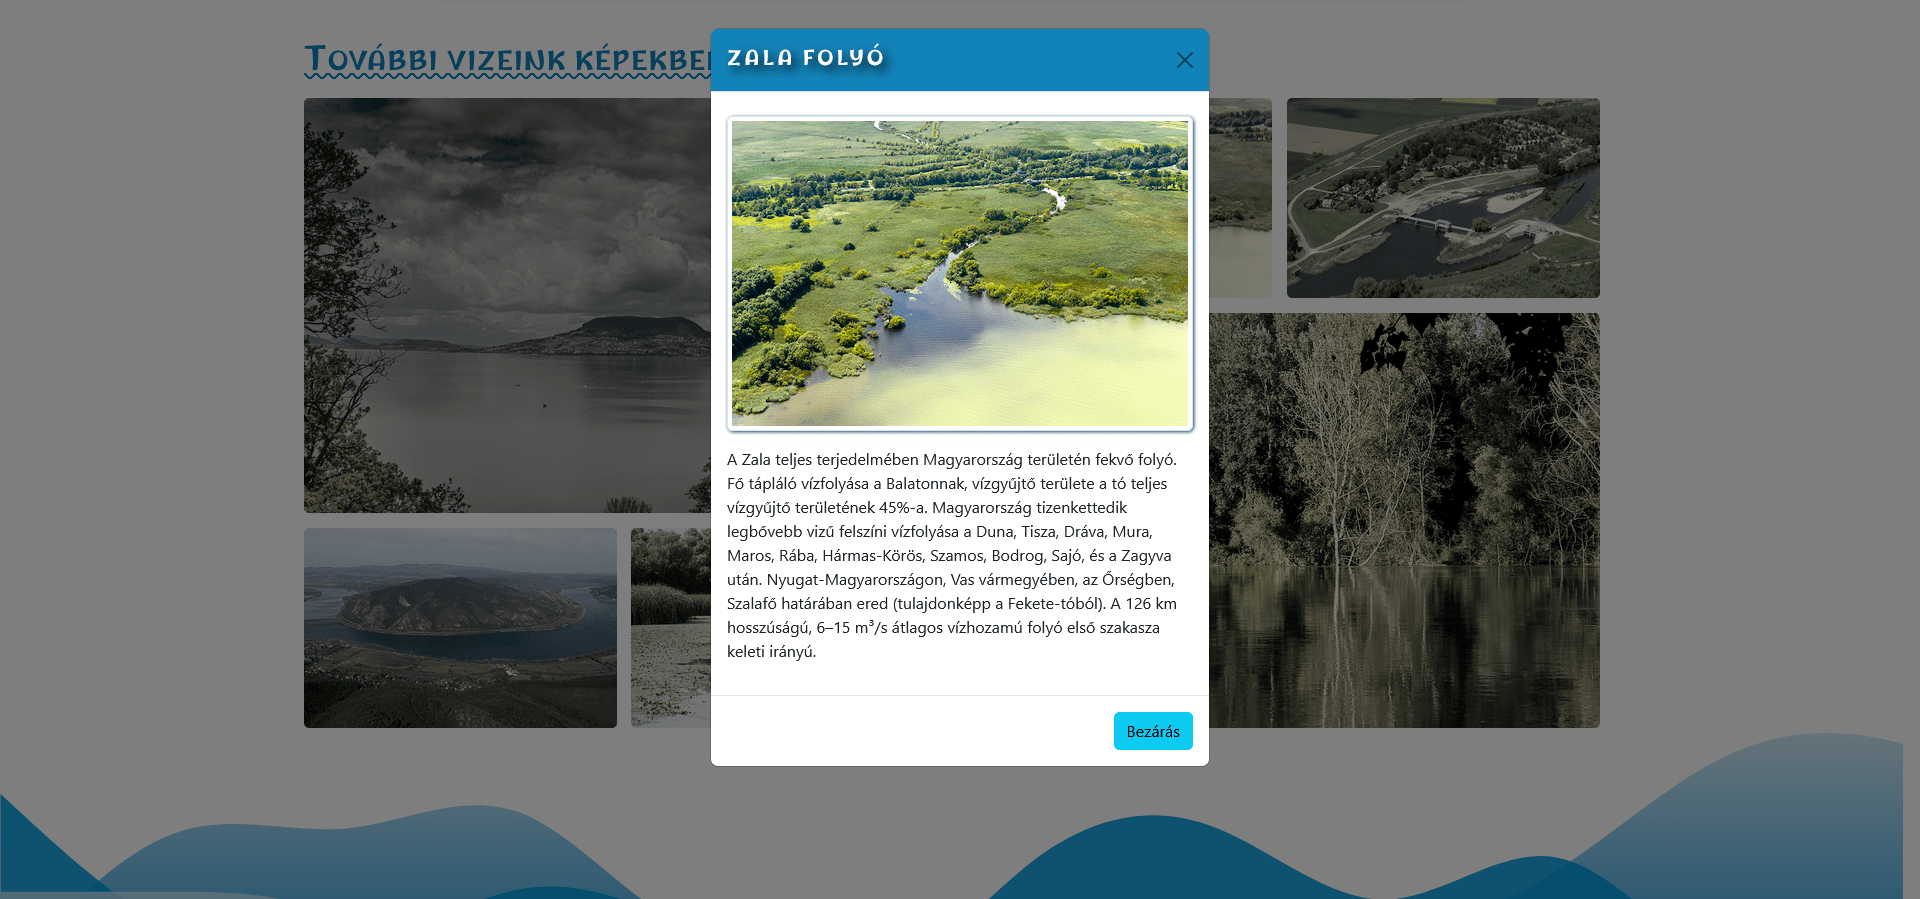 További vizeink képekbe
ZALA FOLYÓ
A Zala teljes terjedelmében Magyarország területén fekvő folyó.
Fő tápláló vízfolyása a Balatonnak, vízgyűjtő területe a tó teljes
vízgyűjtő területének 45%-a. Magyarország tizenkettedik
legbővebb vizű felszíni vízfolyása a Duna, Tisza, Dráva, Mura,
Maros, Rába, Hármas-Körös, Szamos, Bodrog, Sajó, és a Zagyva
után. Nyugat-Magyarországon, Vas vármegyében, az Őrségben,
Szalafő határában ered (tulajdonképp a Fekete-tóból). A 126 km
hosszúságú, 6–15 m³/s átlagos vízhozamú folyó első szakasza
keleti irányú.
Bezárás